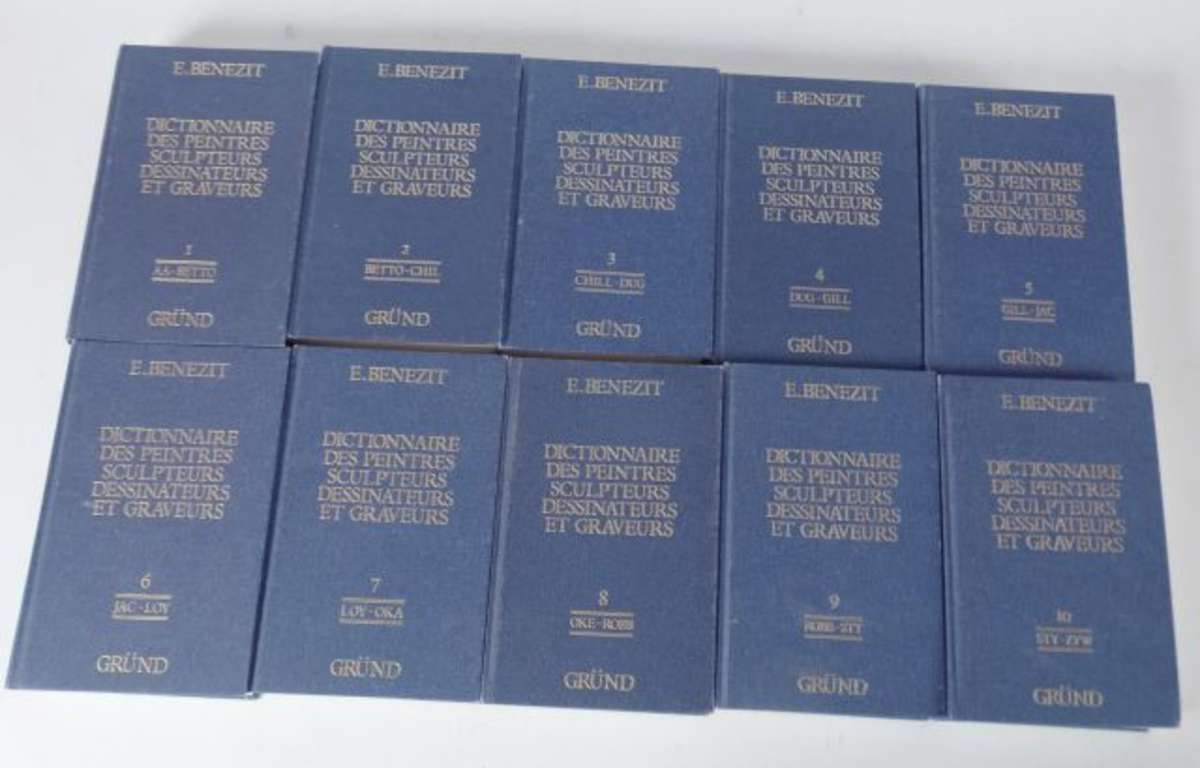 E. BENEZIT
DICTIONNAIRE
DES PEINTRES
SCULPTEURS
DESSINATEURS
ET GRAVEURS
1
AA-BETTO
GRÜND
E. BENEZIT
DICTIONNAIRE
DES PEINTRES
SCULPTEURS
DESSINATEURS
ET GRAVEURS
2
BETTO-CHIL
GRÜND
E. BENEZIT
DICTIONNAIRE
DES PEINTRES
SCULPTEURS
DESSINATEURS
ET GRAVEURS
3
CHILL-DUG
GRÜND
E. BENEZIT
DICTIONNAIRE
DES PEINTRES
SCULPTEURS
DESSINATEURS
ET GRAVEURS
4
DUG-GILL
GRÜND
E. BENEZIT
DICTIONNAIRE
DES PEINTRES
SCULPTEURS
DESSINATEURS
ET GRAVEURS
5
GILL-JAC
GRÜND
E. BENEZIT
DICTIONNAIRE
DES PEINTRES
SCULPTEURS
DESSINATEURS
ET GRAVEURS
6
JAC-LOY
GRÜND
E. BENEZIT
DICTIONNAIRE
DES PEINTRES
SCULPTEURS
DESSINATEURS
ET GRAVEURS
7
LOY-OKA
GRÜND
E. BENEZIT
DICTIONNAIRE
DES PEINTRES
SCULPTEURS
DESSINATEURS
ET GRAVEURS
8
OKE-ROBB
GRÜND
E. BENEZIT
DICTIONNAIRE
DES PEINTRES
SCULPTEURS
DESSINATEURS
ET GRAVEURS
9
ROBB-STY
GRÜND
E. BENEZIT
DICTIONNAIRE
DES PEINTRES
SCULPTEURS
DESSINATEURS
ET GRAVEURS
10
STY-ZYW
GRÜND